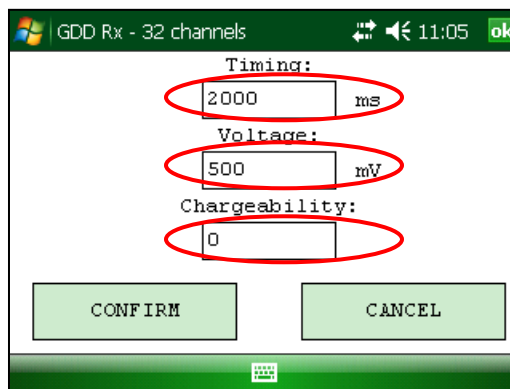 GDD Rx - 32 channels 11:05 ok
Timing:
2000 ms
Voltage:
500 mV
Chargeability:
0
CONFIRM CANCEL